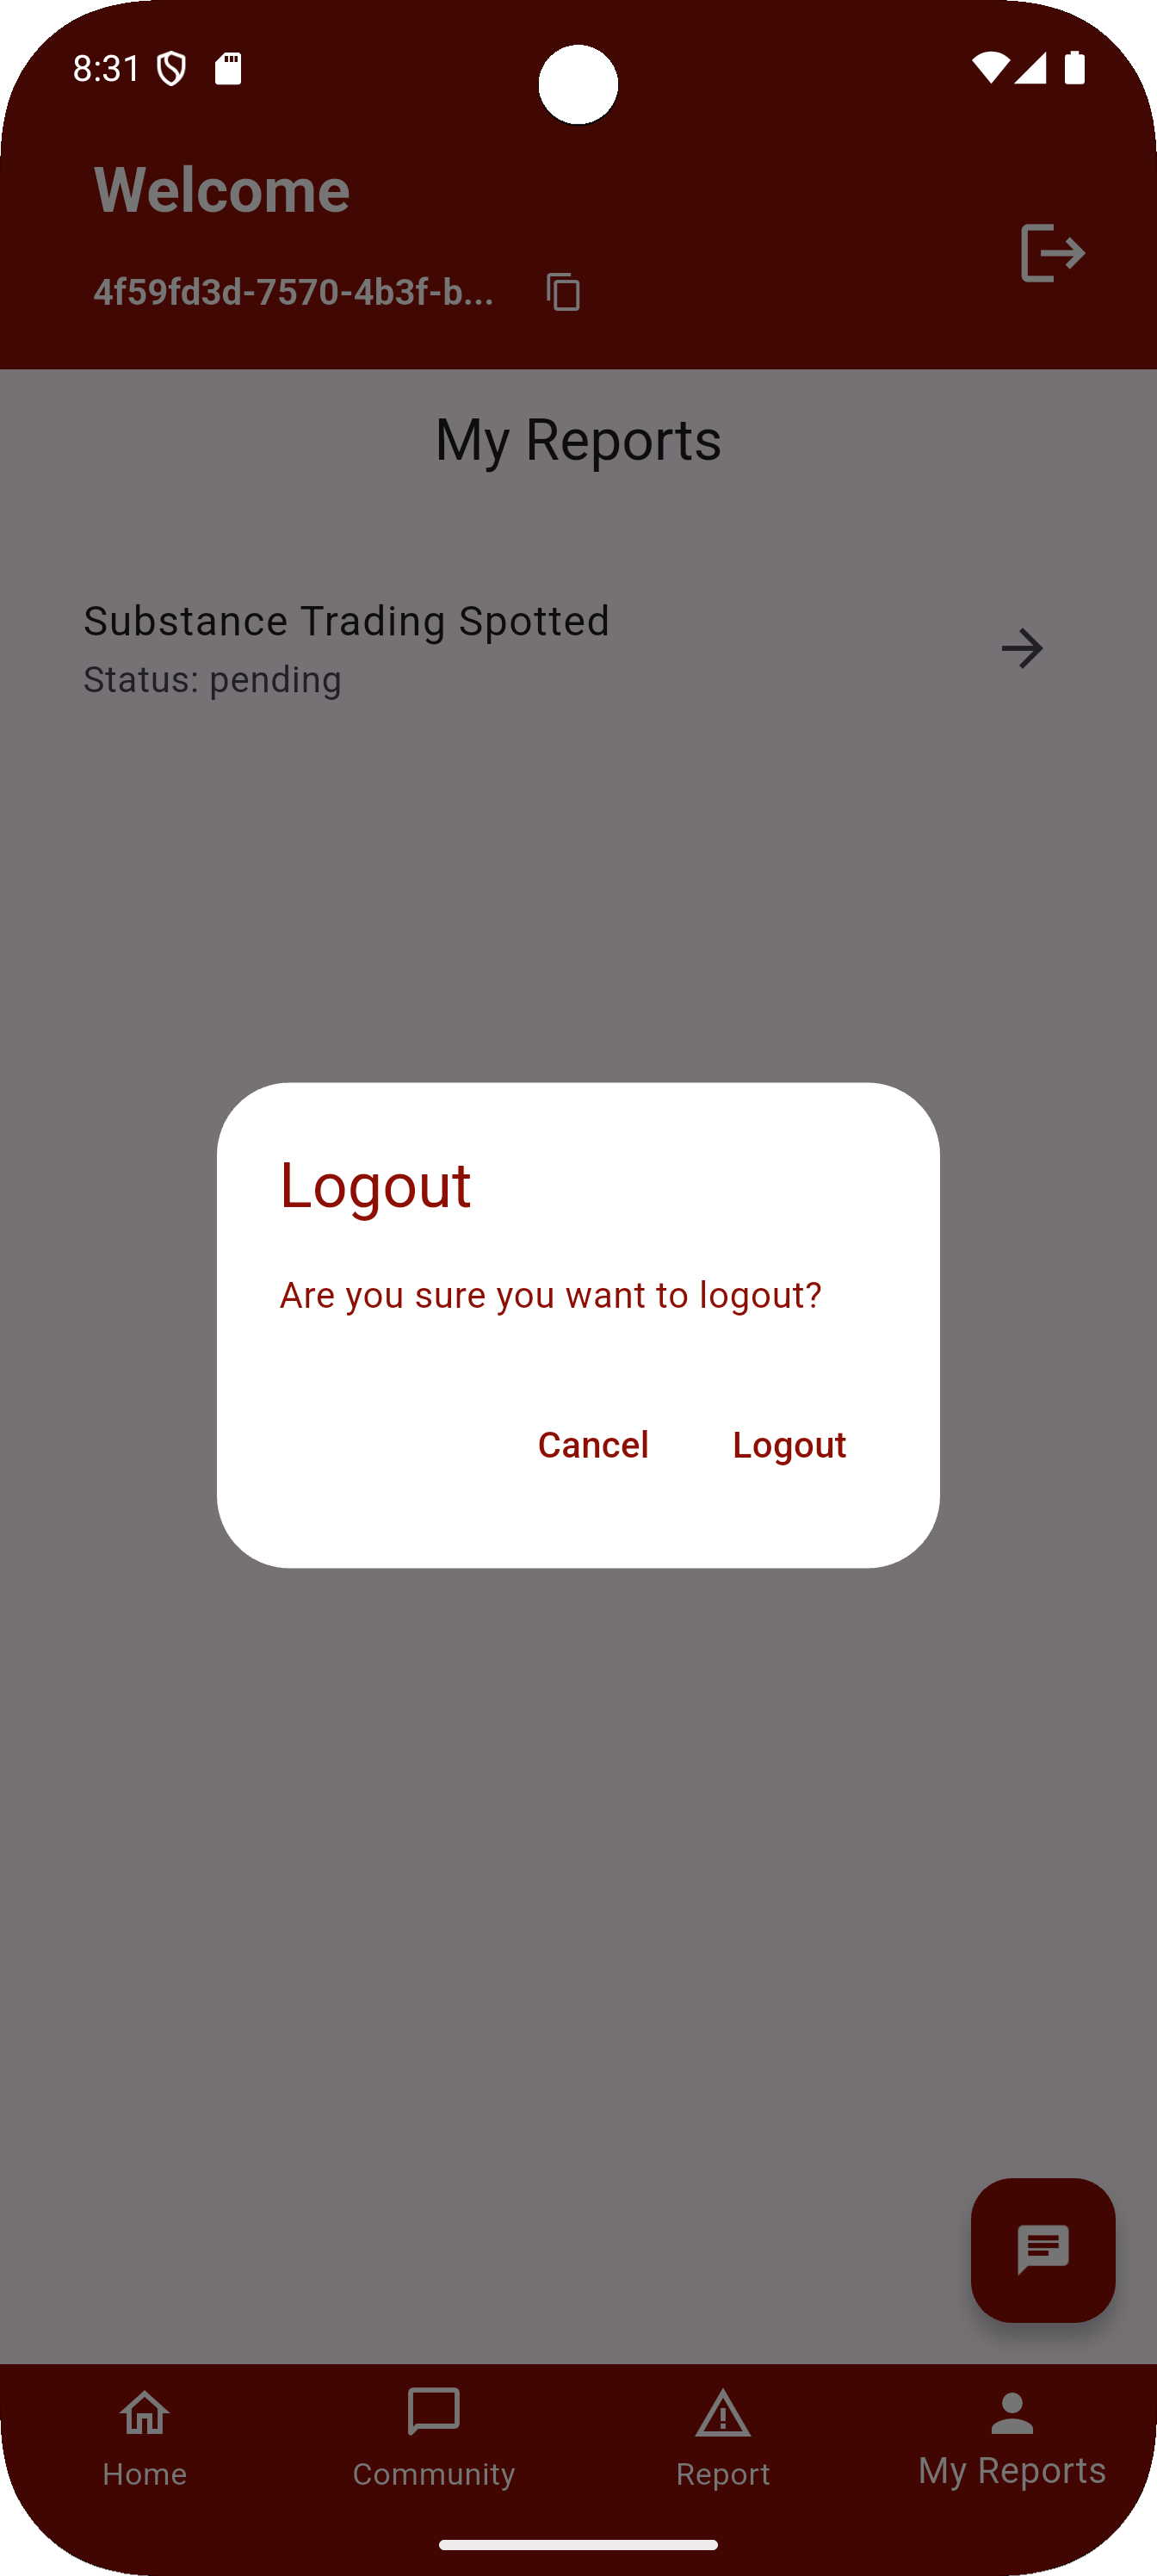 8:31
Welcome
4f59fd3d-7570-4b3f-b...
My Reports
Substance Trading Spotted
Status: pending
Logout
Are you sure you want to logout?
Cancel Logout
Home Community Report My Reports